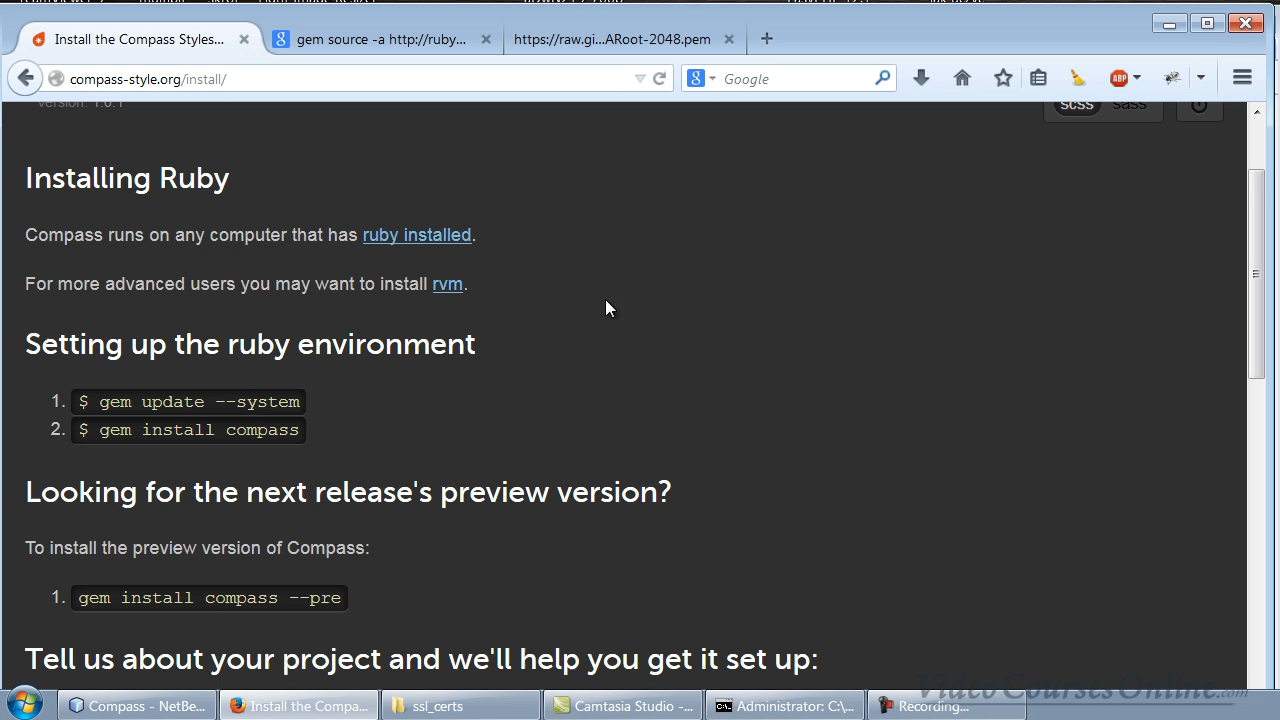 Install the Compass Styles...
gem source -a http://ruby...
https://raw.gi...ARoot-2048.pem
compass-style.org/install/
Google
ABP
version: 1.0.1
scss sass
Installing Ruby
Compass runs on any computer that has ruby installed.
For more advanced users you may want to install rvm.
Setting up the ruby environment
1. $ gem update --system
2. $ gem install compass
Looking for the next release's preview version?
To install the preview version of Compass:
1. gem install compass --pre
Tell us about your project and we'll help you get it set up:
VideoCoursesOnline.com
Compass - NetBe...
Install the Compa...
ssl_certs
Camtasia Studio -...
Administrator: C:\...
Recording...